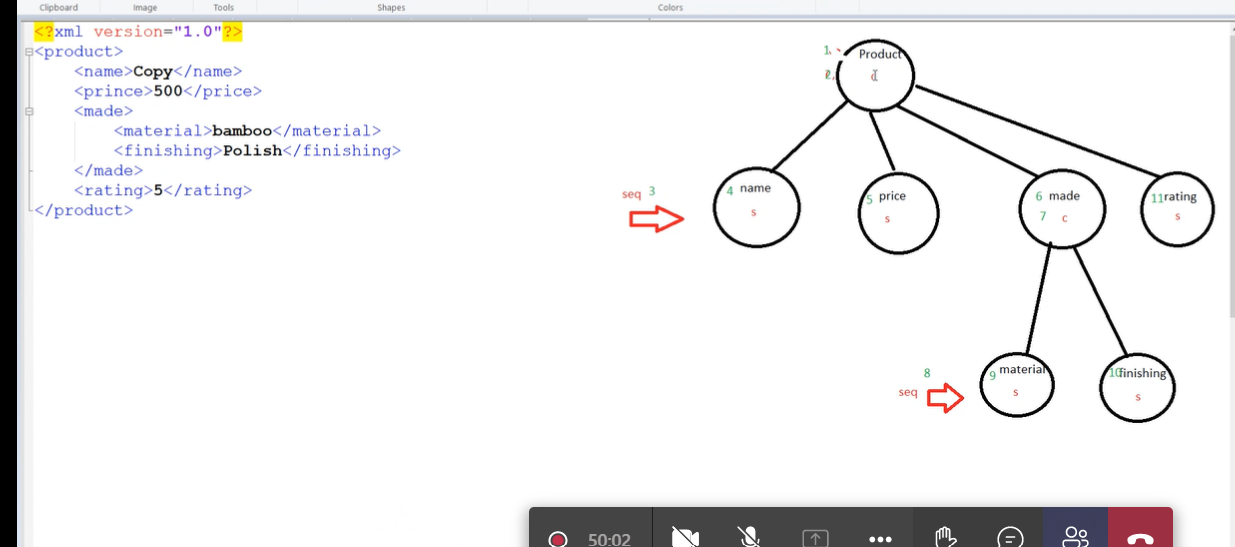 Clipboard Image Tools Shapes Colors
<?xml version="1.0"?>
<product>
<name>Copy</name>
<prince>500</price>
<made>
<material>bamboo</material>
<finishing>Polish</finishing>
</made>
<rating>5</rating>
</product>
1.
Product
2.
seq 3
4 name
s
5 price
s
6 made
7 c
11 rating
s
8
seq
9 material
s
10 finishing
s
50:02